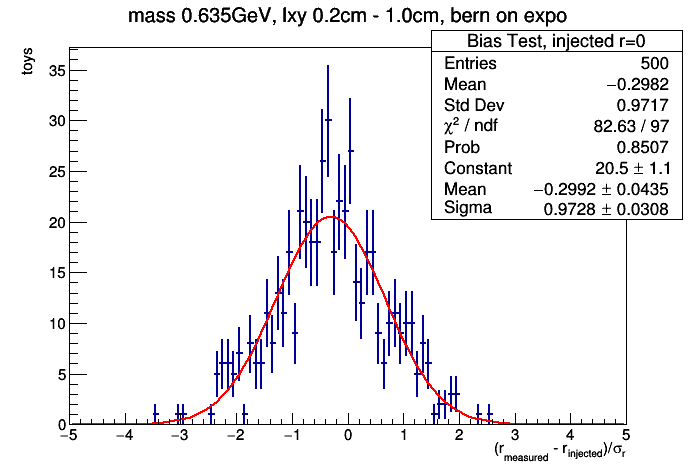 mass 0.635GeV, lxy 0.2cm - 1.0cm, bern on expo
toys
Bias Test, injected r=0
Entries 500
Mean −0.2982
Std Dev 0.9717
χ² / ndf 82.63 / 97
Prob 0.8507
Constant 20.5 ± 1.1
Mean −0.2992 ± 0.0435
Sigma 0.9728 ± 0.0308
35
30
25
20
15
10
5
0
−5 −4 −3 −2 −1 0 1 2 3 4 5
(r_measured - r_injected)/σ_r